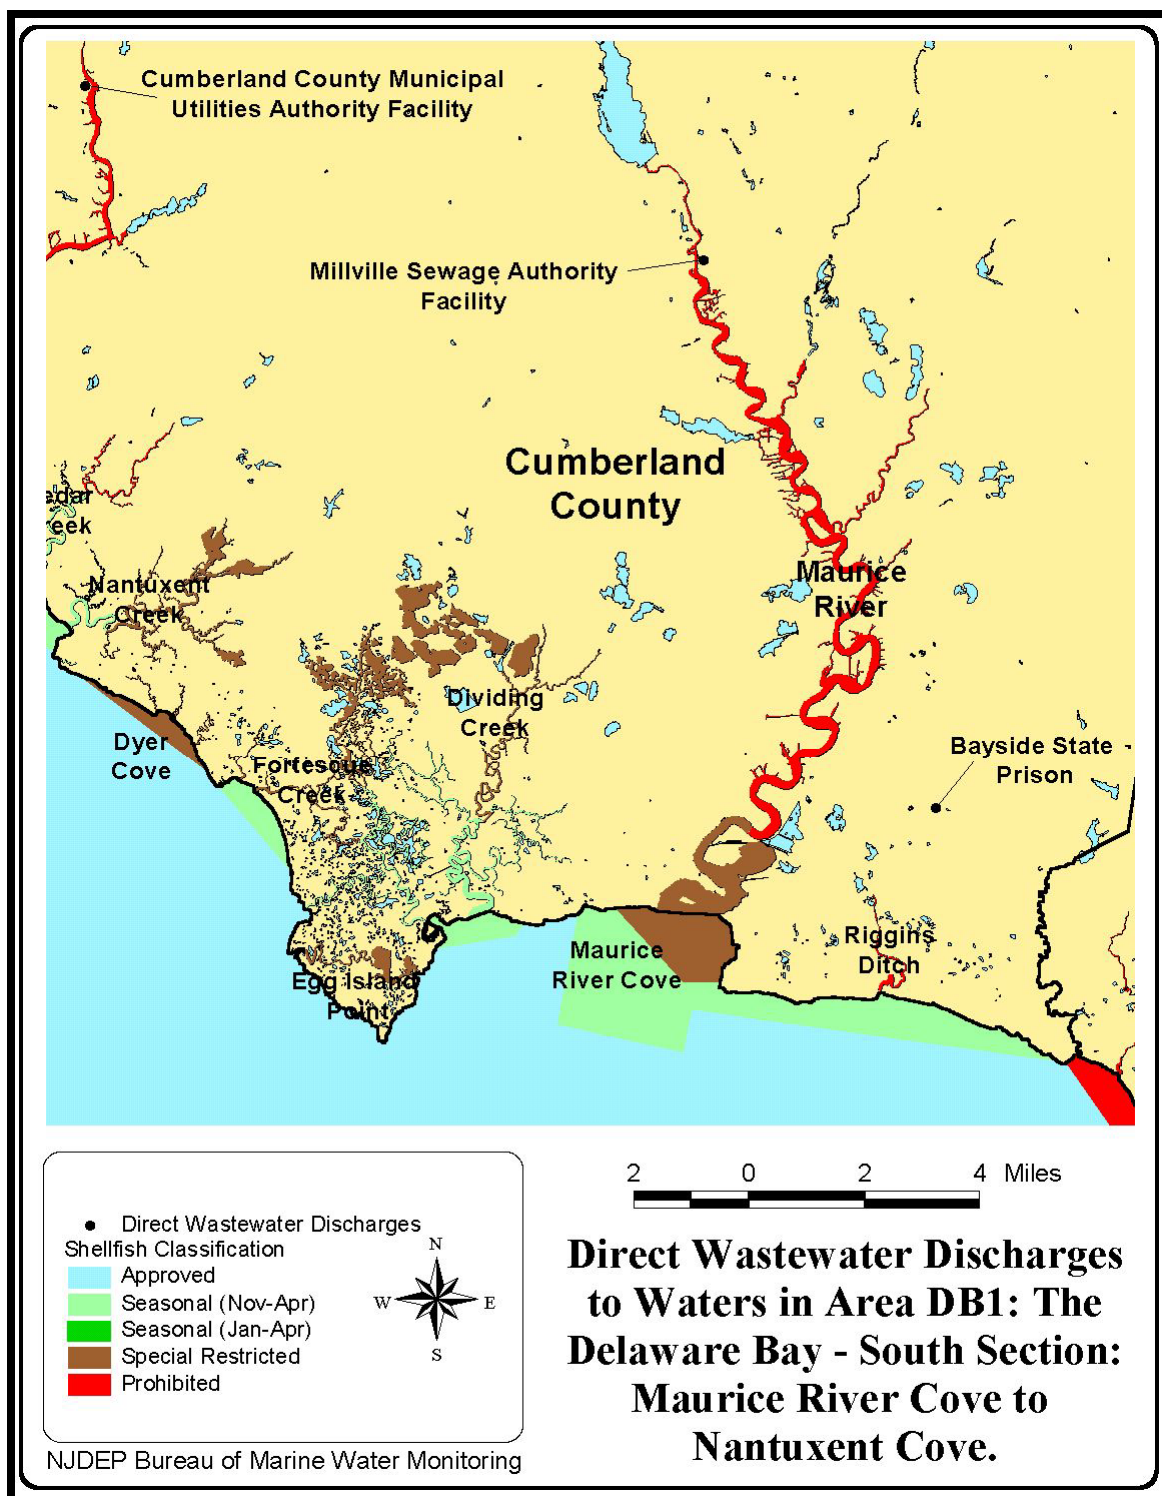 Cumberland County Municipal
Utilities Authority Facility
Millville Sewage Authority
Facility
Cumberland
County
edar
reek
Nantuxent
Creek
Maurice
River
Dividing
Creek
Dyer
Cove
Fortescue
Creek
Bayside State
Prison
Maurice
River Cove
Riggins
Ditch
Egg Island
Point
2 0 2 4 Miles
Direct Wastewater Discharges
Shellfish Classification
Approved
Seasonal (Nov-Apr)
Seasonal (Jan-Apr)
Special Restricted
Prohibited
N
W E
S
Direct Wastewater Discharges
to Waters in Area DB1: The
Delaware Bay - South Section:
Maurice River Cove to
Nantuxent Cove.
NJDEP Bureau of Marine Water Monitoring